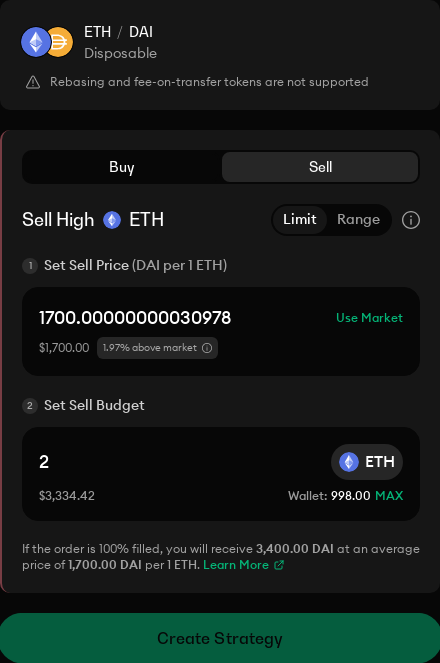 ETH / DAI
Disposable
Rebasing and fee-on-transfer tokens are not supported
Buy
Sell
Sell High ETH
Limit
Range
1 Set Sell Price (DAI per 1 ETH)
1700.00000000030978
Use Market
$1,700.00
1.97% above market
2 Set Sell Budget
2
ETH
$3,334.42
Wallet: 998.00 MAX
If the order is 100% filled, you will receive 3,400.00 DAI at an average
price of 1,700.00 DAI per 1 ETH. Learn More
Create Strategy